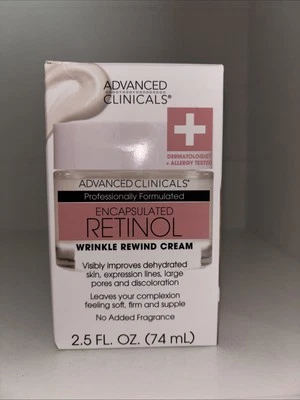 ADVANCED
CLINICALS®
DERMATOLOGIST
+ ALLERGY TESTED
ADVANCED CLINICALS®
Professionally Formulated
ENCAPSULATED
RETINOL
WRINKLE REWIND CREAM
Visibly improves dehydrated
skin, expression lines, large
pores and discoloration
Leaves your complexion
feeling soft, firm and supple
No Added Fragrance
2.5 FL. OZ. (74 mL)